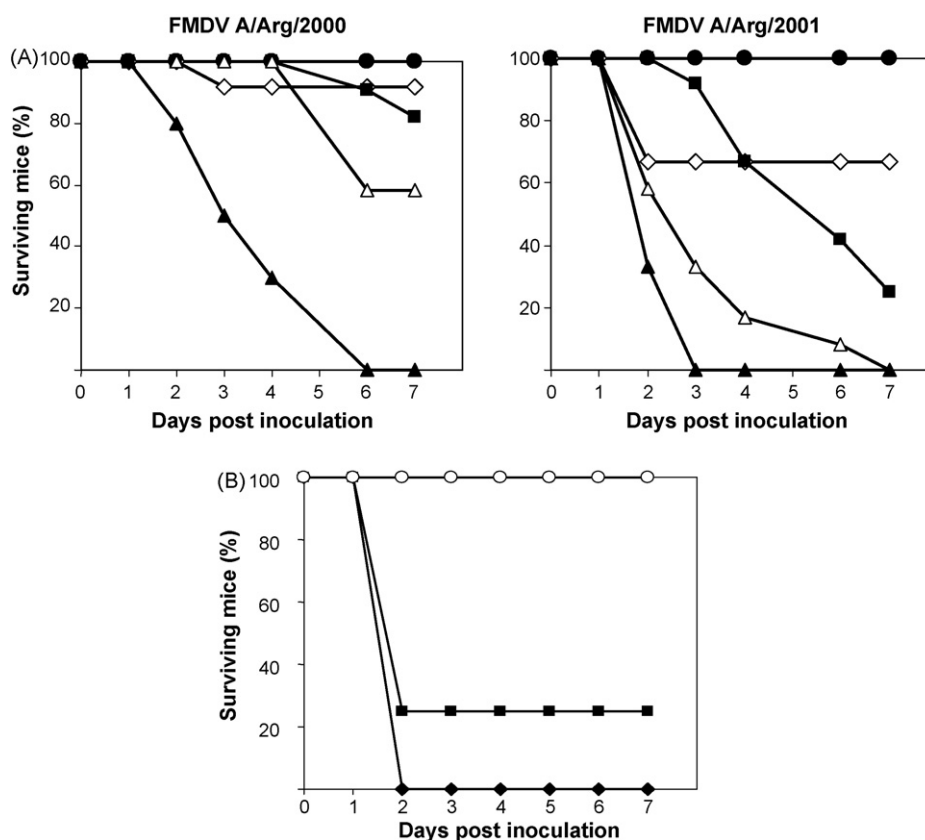 FMDV A/Arg/2000
FMDV A/Arg/2001
(A)
100
80
60
40
20
Surviving mice (%)
0 1 2 3 4 5 6 7
Days post inoculation
100
80
60
40
20
0 1 2 3 4 5 6 7
Days post inoculation
(B)
100
80
60
40
20
Surviving mice (%)
0 1 2 3 4 5 6 7
Days post inoculation